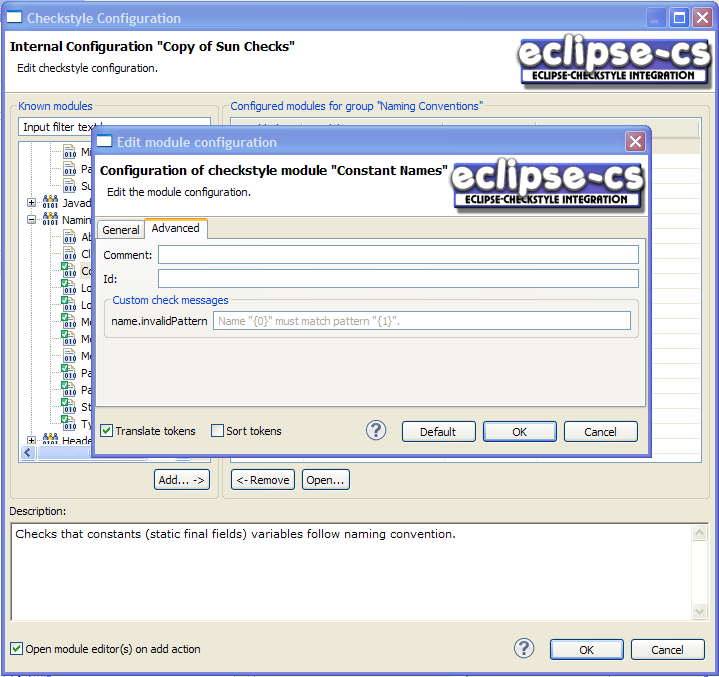 Checkstyle Configuration
Internal Configuration "Copy of Sun Checks"
Edit checkstyle configuration.
eclipse-cs
ECLIPSE-CHECKSTYLE INTEGRATION
Known modules
Configured modules for group "Naming Conventions"
Input filter text
Edit module configuration
Configuration of checkstyle module "Constant Names"
Edit the module configuration.
eclipse-cs
ECLIPSE-CHECKSTYLE INTEGRATION
General
Advanced
Comment:
Id:
Custom check messages
name.invalidPattern
Name "{0}" must match pattern "{1}".
Translate tokens
Sort tokens
?
Default
OK
Cancel
Mi
Pa
Su
Javad
Namin
Ab
Cl
Co
Lo
Lo
Me
Me
Mo
Pa
Pa
St
Ty
Heade
Add... ->
<- Remove
Open...
Description:
Checks that constants (static final fields) variables follow naming convention.
Open module editor(s) on add action
?
OK
Cancel